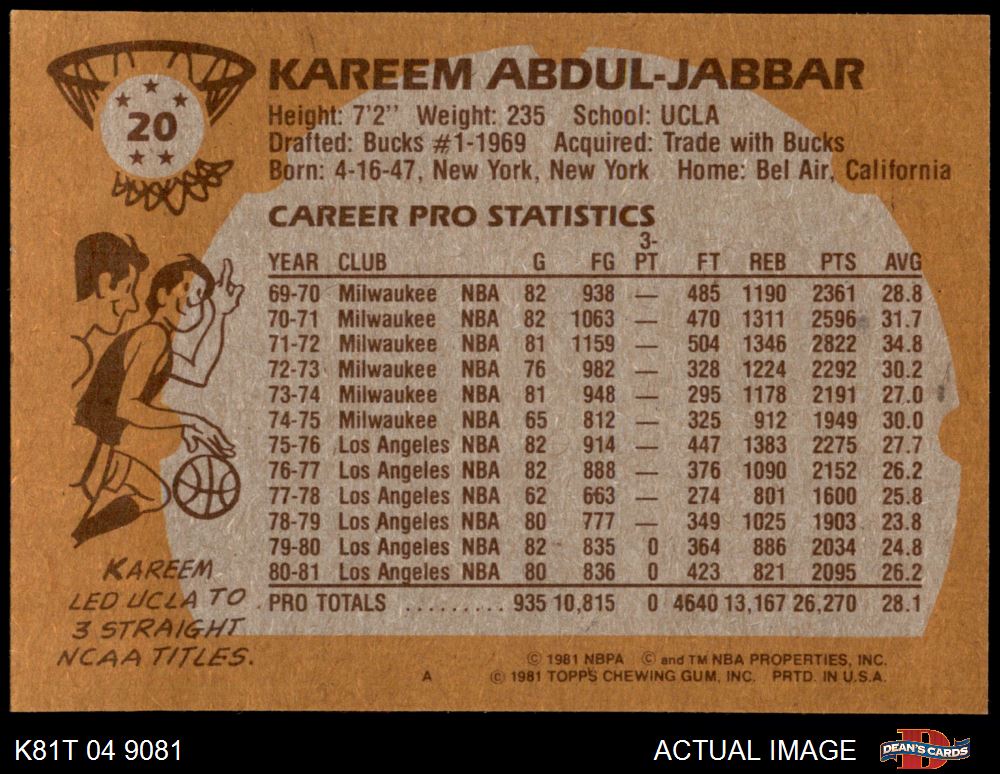 20
KAREEM ABDUL-JABBAR
Height: 7'2" Weight: 235 School: UCLA
Drafted: Bucks #1-1969 Acquired: Trade with Bucks
Born: 4-16-47, New York, New York Home: Bel Air, California
CAREER PRO STATISTICS
YEAR CLUB G FG 3-PT FT REB PTS AVG
69-70 Milwaukee NBA 82 938 — 485 1190 2361 28.8
70-71 Milwaukee NBA 82 1063 — 470 1311 2596 31.7
71-72 Milwaukee NBA 81 1159 — 504 1346 2822 34.8
72-73 Milwaukee NBA 76 982 — 328 1224 2292 30.2
73-74 Milwaukee NBA 81 948 — 295 1178 2191 27.0
74-75 Milwaukee NBA 65 812 — 325 912 1949 30.0
75-76 Los Angeles NBA 82 914 — 447 1383 2275 27.7
76-77 Los Angeles NBA 82 888 — 376 1090 2152 26.2
77-78 Los Angeles NBA 62 663 — 274 801 1600 25.8
78-79 Los Angeles NBA 80 777 — 349 1025 1903 23.8
79-80 Los Angeles NBA 82 835 0 364 886 2034 24.8
80-81 Los Angeles NBA 80 836 0 423 821 2095 26.2
PRO TOTALS ......... 935 10,815 0 4640 13,167 26,270 28.1
KAREEM
LED UCLA TO
3 STRAIGHT
NCAA TITLES.
© 1981 NBPA © and TM NBA PROPERTIES, INC.
A © 1981 TOPPS CHEWING GUM, INC. PRTD. IN U.S.A.
K81T 04 9081 ACTUAL IMAGE DEAN'S CARDS